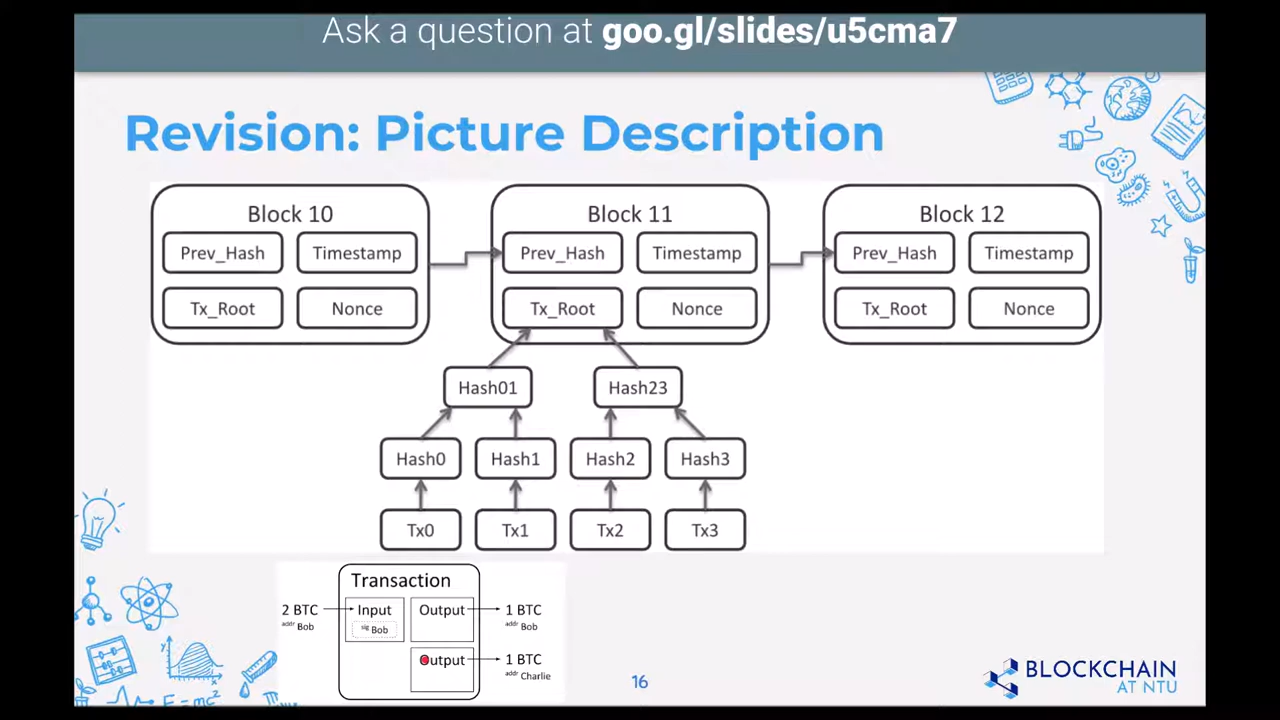 Ask a question at goo.gl/slides/u5cma7
Revision: Picture Description
Block 10
Prev_Hash Timestamp
Tx_Root Nonce
Block 11
Prev_Hash Timestamp
Tx_Root Nonce
Block 12
Prev_Hash Timestamp
Tx_Root Nonce
Hash01 Hash23
Hash0 Hash1 Hash2 Hash3
Tx0 Tx1 Tx2 Tx3
Transaction
2 BTC Input Output 1 BTC
addr Bob sig Bob addr Bob
Output 1 BTC
addr Charlie
E=mc²
16
BLOCKCHAIN
AT NTU